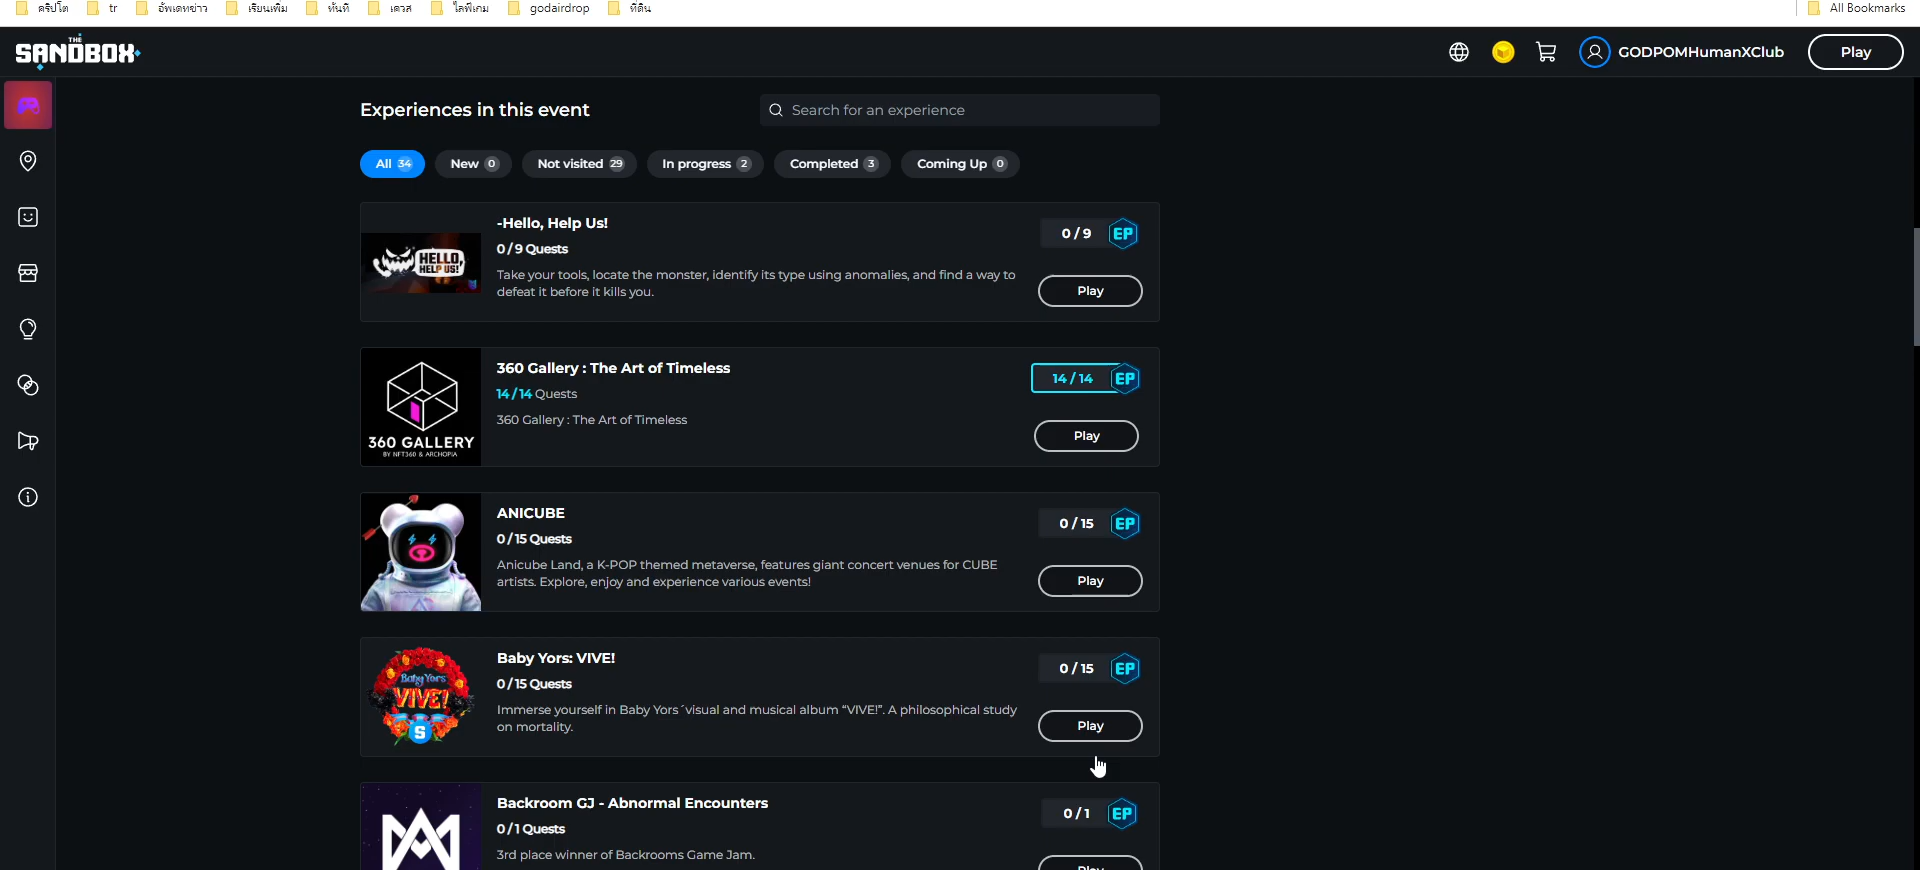 คริปโต tr อัพเดทข่าว เรียนเพิ่ม ทันที เควส ไลฟ์เกม godairdrop ที่ดิน All Bookmarks
THE
SANDBOX
GODPOMHumanXClub
Play
Experiences in this event
Search for an experience
All 34 New 0 Not visited 29 In progress 2 Completed 3 Coming Up 0
HELLO,
HELP US!
-Hello, Help Us!
0 / 9 Quests
Take your tools, locate the monster, identify its type using anomalies, and find a way to
defeat it before it kills you.
0 / 9 EP
Play
360 GALLERY
BY NFT360 & ARCHOPIA
360 Gallery : The Art of Timeless
14 / 14 Quests
360 Gallery : The Art of Timeless
14 / 14 EP
Play
ANICUBE
0 / 15 Quests
Anicube Land, a K-POP themed metaverse, features giant concert venues for CUBE
artists. Explore, enjoy and experience various events!
0 / 15 EP
Play
Baby Yors
VIVE!
S
Baby Yors: VIVE!
0 / 15 Quests
Immerse yourself in Baby Yors´visual and musical album “VIVE!”. A philosophical study
on mortality.
0 / 15 EP
Play
Backroom GJ - Abnormal Encounters
0 / 1 Quests
3rd place winner of Backrooms Game Jam.
0 / 1 EP
Play